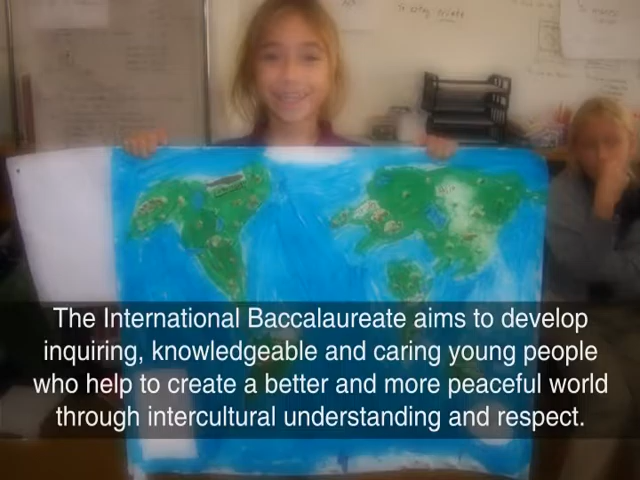 The International Baccalaureate aims to develop
inquiring, knowledgeable and caring young people
who help to create a better and more peaceful world
through intercultural understanding and respect.